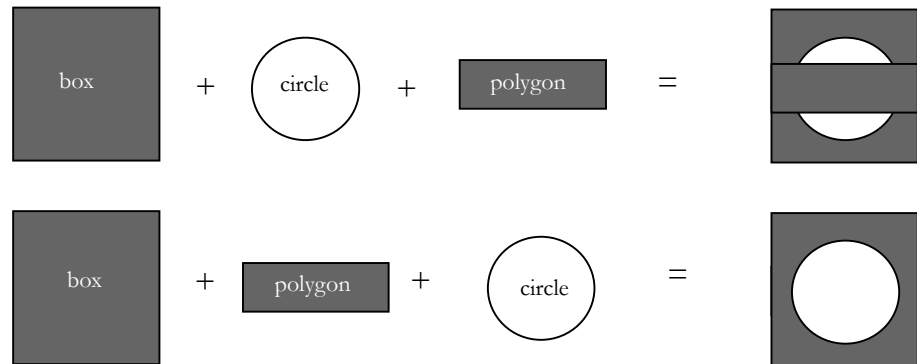 box + circle + polygon =
box + polygon + circle =